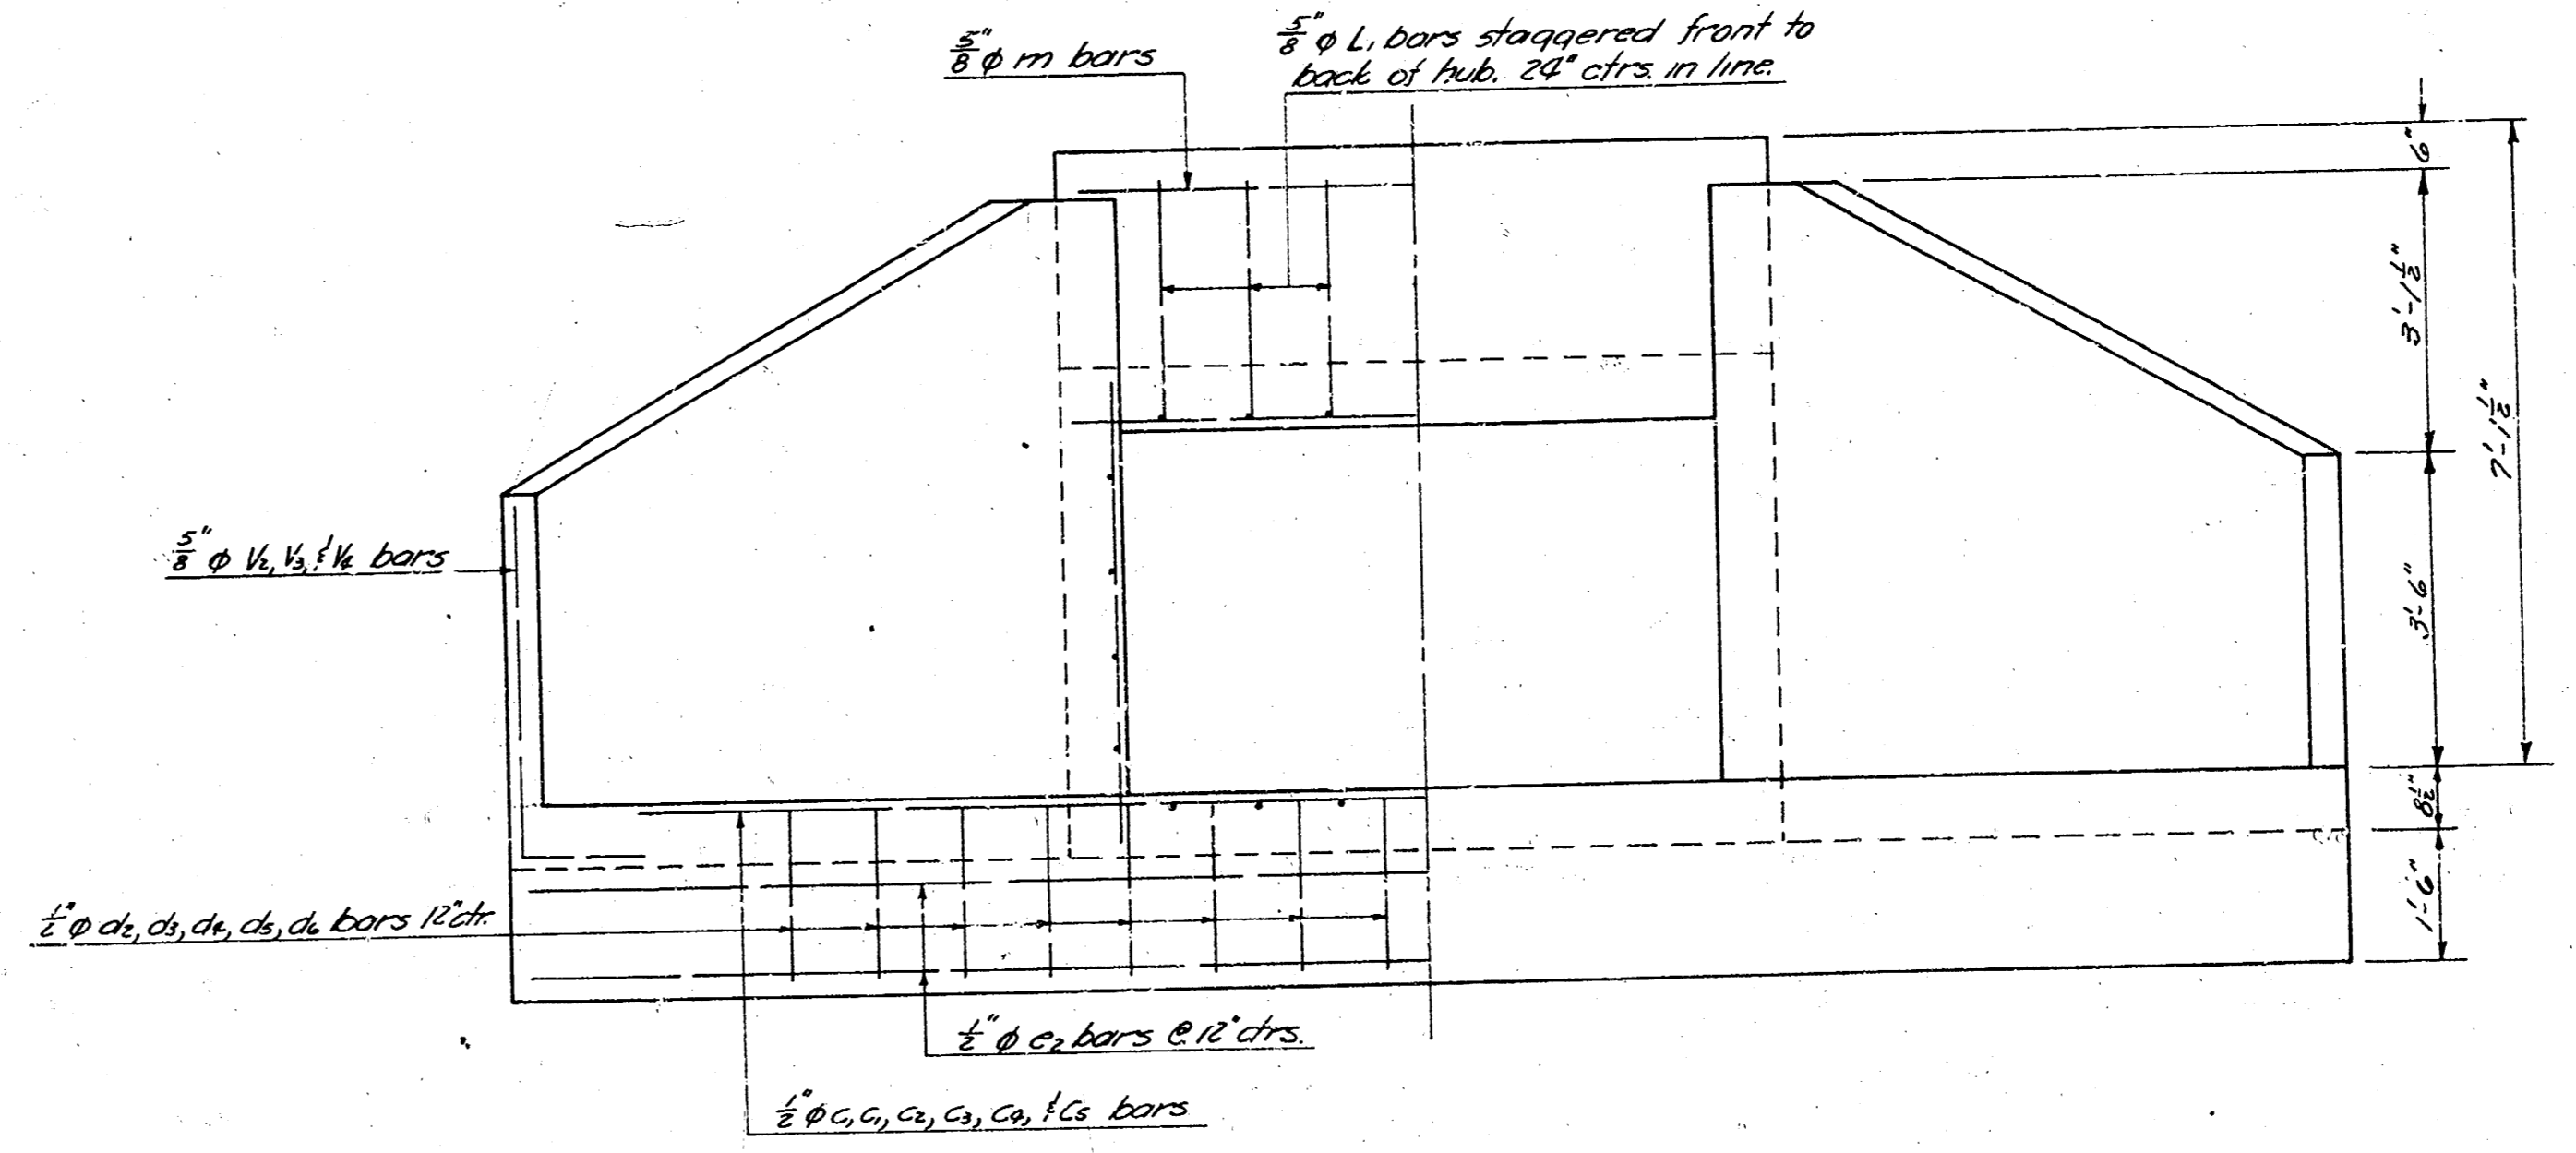 5/8" φ m bars
5/8" φ L, bars staggered front to
back of hub. 24" ctrs. in line.
6"
3'-1 1/2"
7'-1 1/2"
3'-6"
8 1/2"
1'-6"
5/8" φ V2, V3, & V4 bars
1/2" φ d2, d3, d4, d5, d6 bars 12" ctr.
1/2" φ e2 bars @ 12" ctrs.
1/2" φ C, C1, C2, C3, C4, & C5 bars